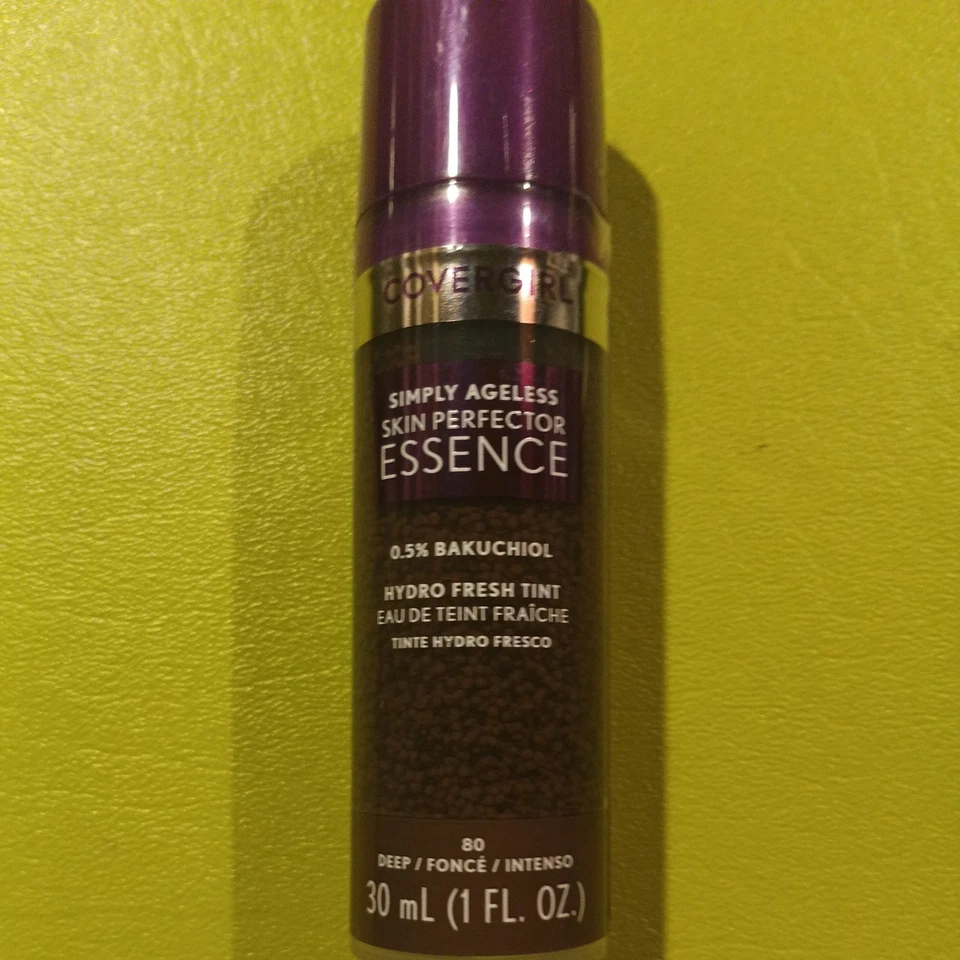 COVERGIRL
SIMPLY AGELESS
SKIN PERFECTOR
ESSENCE
0.5% BAKUCHIOL
HYDRO FRESH TINT
EAU DE TEINT FRAÎCHE
TINTE HYDRO FRESCO
80
DEEP / FONCÉ / INTENSO
30 mL (1 FL. OZ.)